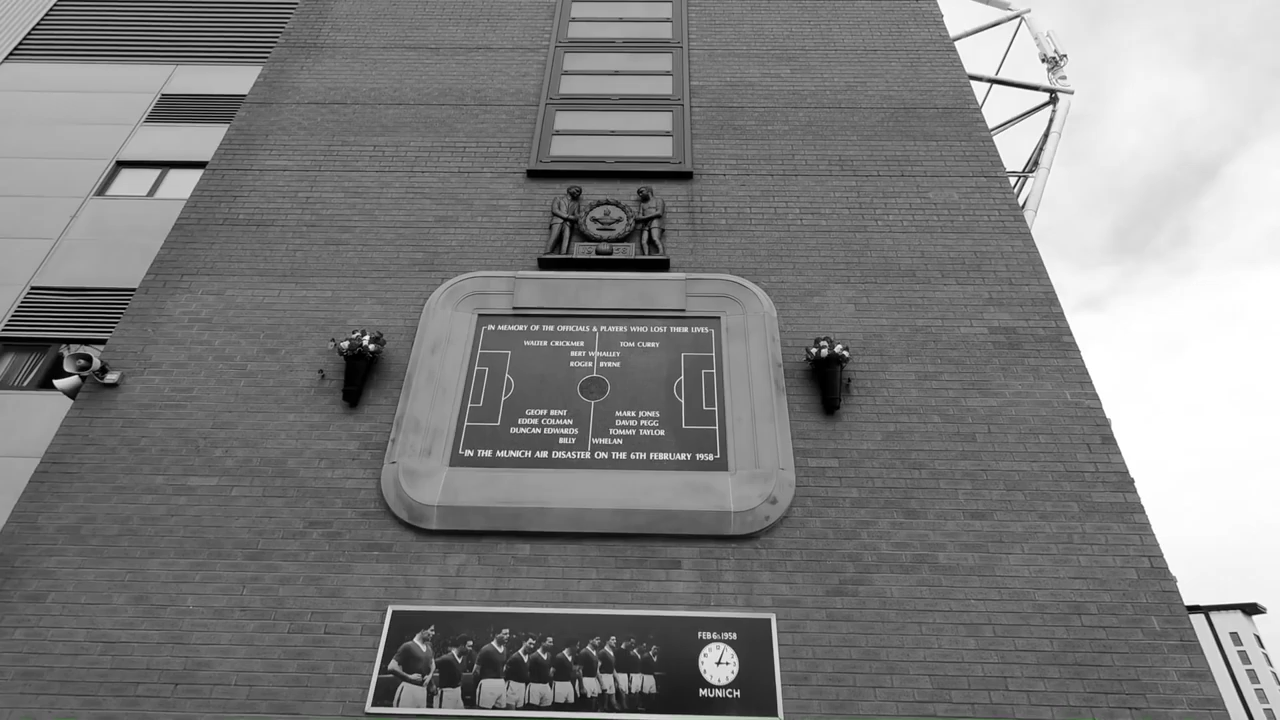 1958
IN MEMORY OF THE OFFICIALS & PLAYERS WHO LOST THEIR LIVES
WALTER CRICKMER TOM CURRY
BERT WHALLEY
ROGER BYRNE
GEOFF BENT MARK JONES
EDDIE COLMAN DAVID PEGG
DUNCAN EDWARDS TOMMY TAYLOR
BILLY WHELAN
IN THE MUNICH AIR DISASTER ON THE 6TH FEBRUARY 1958
FEB 6th 1958
MUNICH